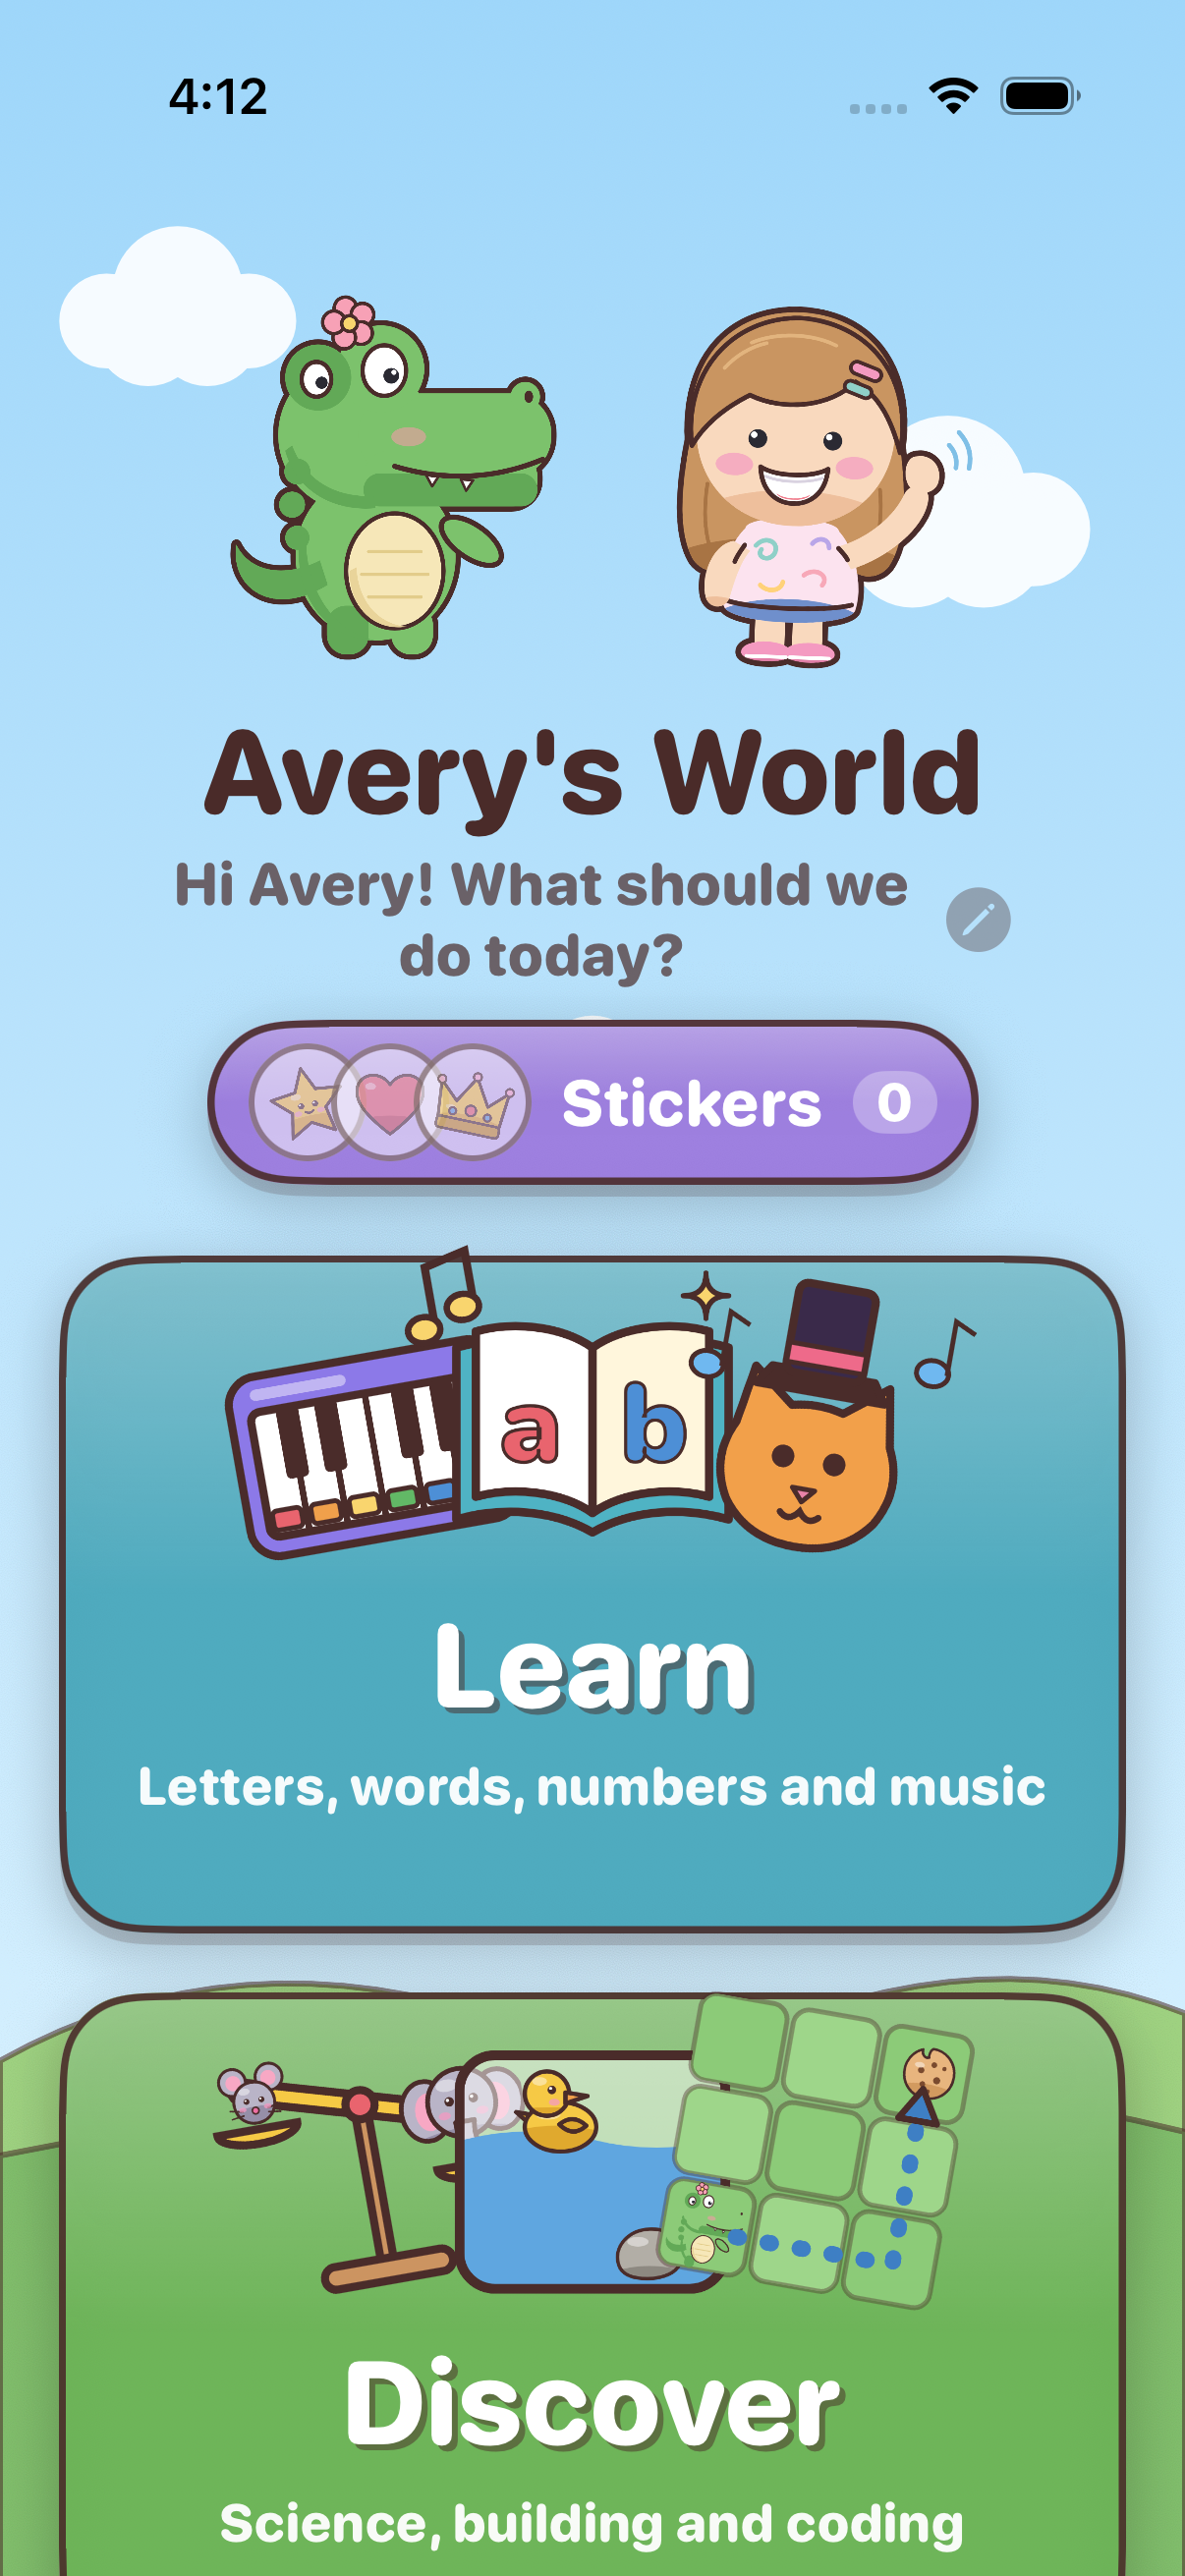 4:12
Avery's World
Hi Avery! What should we
do today?
Stickers 0
a b
Learn
Letters, words, numbers and music
Discover
Science, building and coding